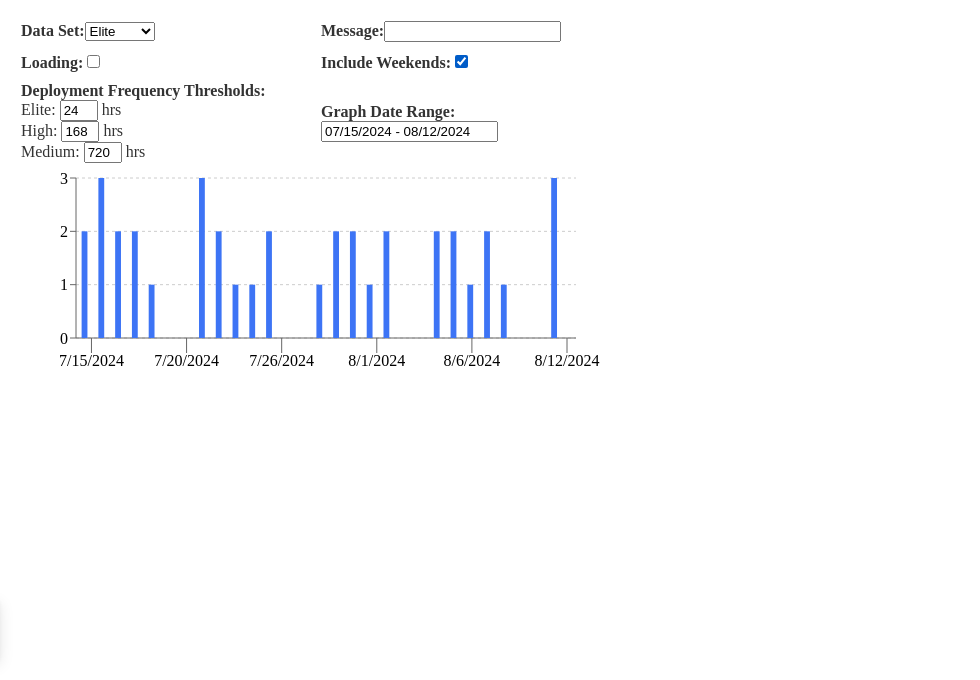 Data Set: Elite
Message:
Loading:
Include Weekends:
Deployment Frequency Thresholds:
Elite: 24 hrs
High: 168 hrs
Medium: 720 hrs
Graph Date Range:
07/15/2024 - 08/12/2024
3
2
1
0
7/15/2024 7/20/2024 7/26/2024 8/1/2024 8/6/2024 8/12/2024